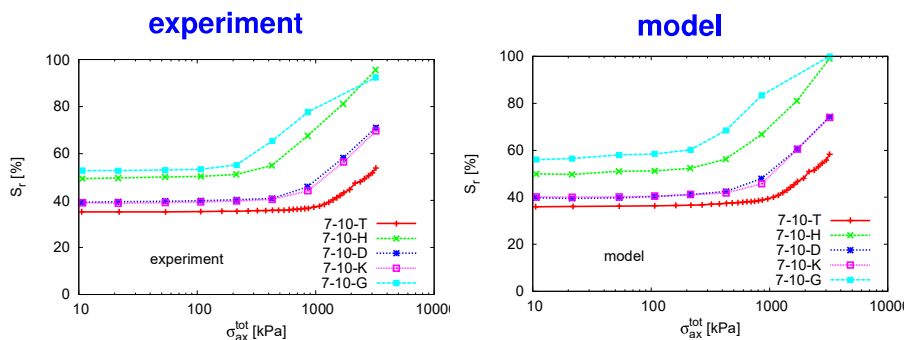 experiment
model
100
80
60
40
20
0
10
100
1000
10000
S_r [%]
σ_ax^tot [kPa]
experiment
7-10-T
7-10-H
7-10-D
7-10-K
7-10-G
100
80
60
40
20
0
10
100
1000
10000
S_r [%]
σ_ax^tot [kPa]
model
7-10-T
7-10-H
7-10-D
7-10-K
7-10-G